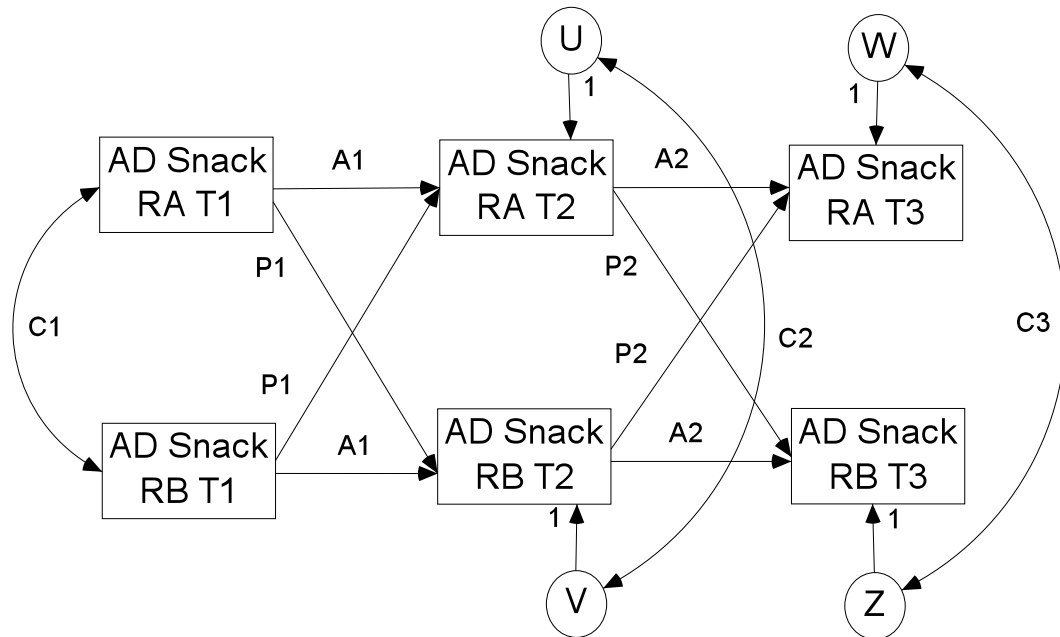 U
W
1
1
AD Snack
RA T1
A1
AD Snack
RA T2
A2
AD Snack
RA T3
P1
P2
C1
C2
C3
P1
P2
AD Snack
RB T1
A1
AD Snack
RB T2
A2
AD Snack
RB T3
1
1
V
Z